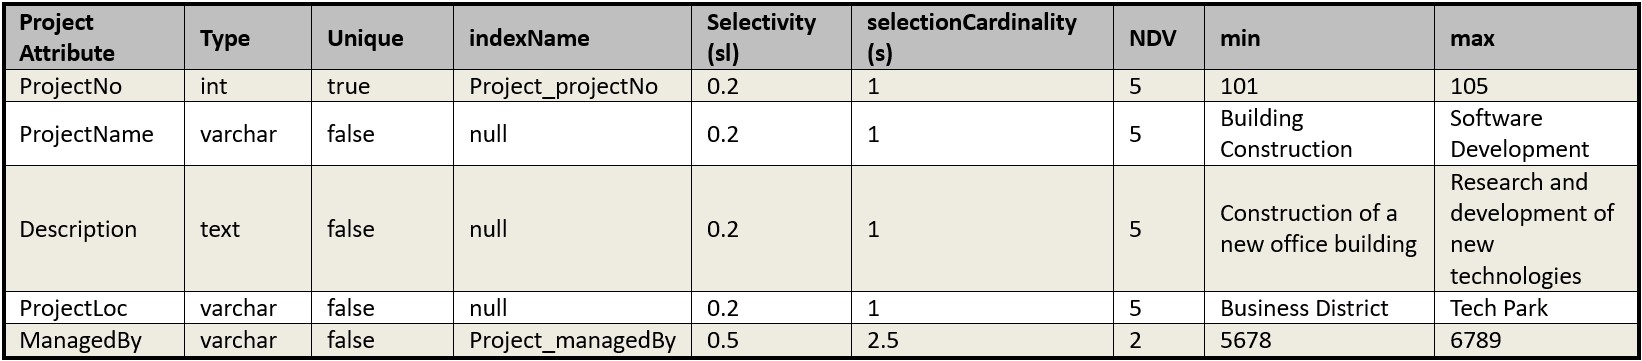 Project Attribute | Type | Unique | indexName | Selectivity (sl) | selectionCardinality (s) | NDV | min | max
ProjectNo | int | true | Project_projectNo | 0.2 | 1 | 5 | 101 | 105
ProjectName | varchar | false | null | 0.2 | 1 | 5 | Building Construction | Software Development
Description | text | false | null | 0.2 | 1 | 5 | Construction of a new office building | Research and development of new technologies
ProjectLoc | varchar | false | null | 0.2 | 1 | 5 | Business District | Tech Park
ManagedBy | varchar | false | Project_managedBy | 0.5 | 2.5 | 2 | 5678 | 6789